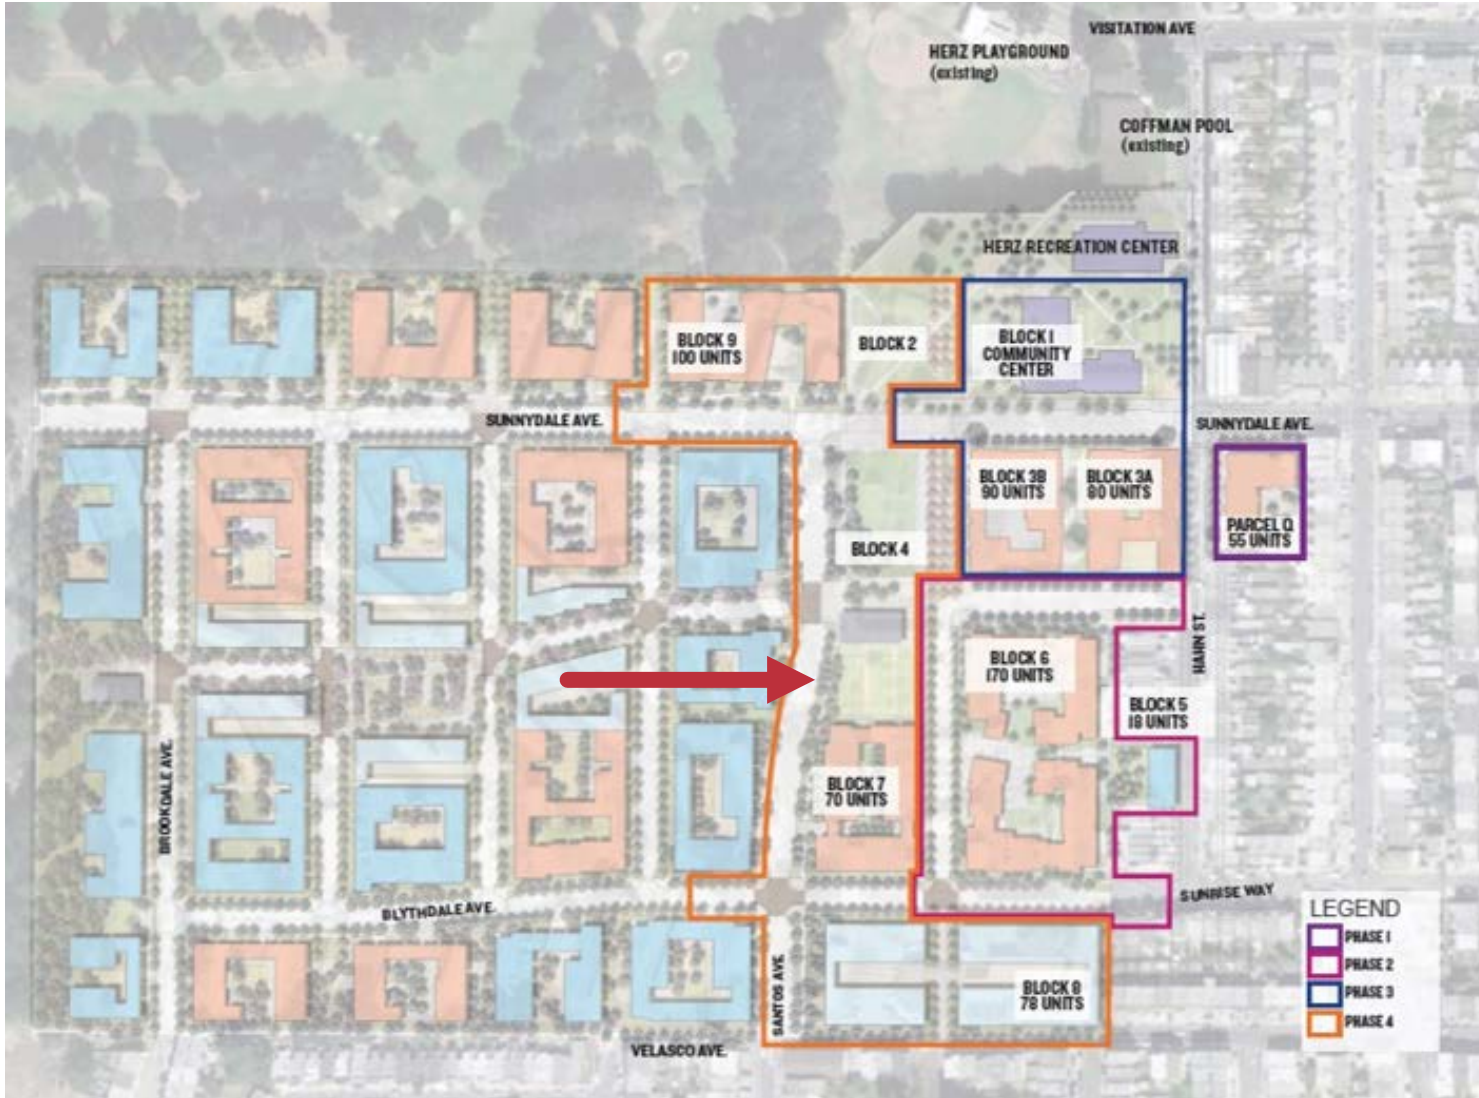 VISITATION AVE
HERZ PLAYGROUND
(existing)
COFFMAN POOL
(existing)
HERZ RECREATION CENTER
BLOCK 9
100 UNITS
BLOCK 2
BLOCK 1
COMMUNITY
CENTER
SUNNYDALE AVE.
SUNNYDALE AVE.
BLOCK 3B
90 UNITS
BLOCK 3A
80 UNITS
PARCEL Q
55 UNITS
BLOCK 4
HAHN ST.
BLOCK 6
170 UNITS
BLOCK 5
18 UNITS
BROOKDALE AVE.
BLOCK 7
70 UNITS
BLYTHDALE AVE.
SUNRISE WAY
SANTOS AVE.
BLOCK 8
78 UNITS
VELASCO AVE.
LEGEND
PHASE 1
PHASE 2
PHASE 3
PHASE 4